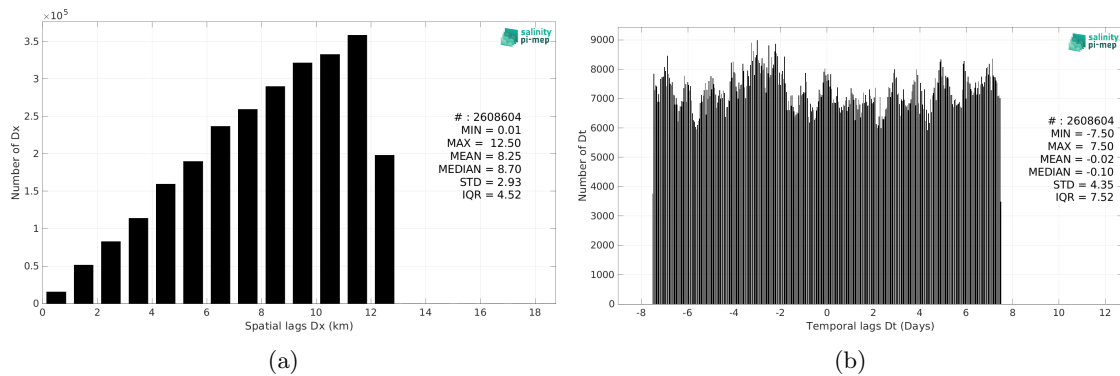 ×10⁵
3.5
3
2.5
2
1.5
1
0.5
0
Number of Dx
salinity
pi-mep
# : 2608604
MIN = 0.01
MAX = 12.50
MEAN = 8.25
MEDIAN = 8.70
STD = 2.93
IQR = 4.52
0 2 4 6 8 10 12 14 16 18
Spatial lags Dx (km)
(a)
9000
8000
7000
6000
5000
4000
3000
2000
1000
0
Number of Dt
salinity
pi-mep
# : 2608604
MIN = -7.50
MAX = 7.50
MEAN = -0.02
MEDIAN = -0.10
STD = 4.35
IQR = 7.52
-8 -6 -4 -2 0 2 4 6 8 10 12
Temporal lags Dt (Days)
(b)